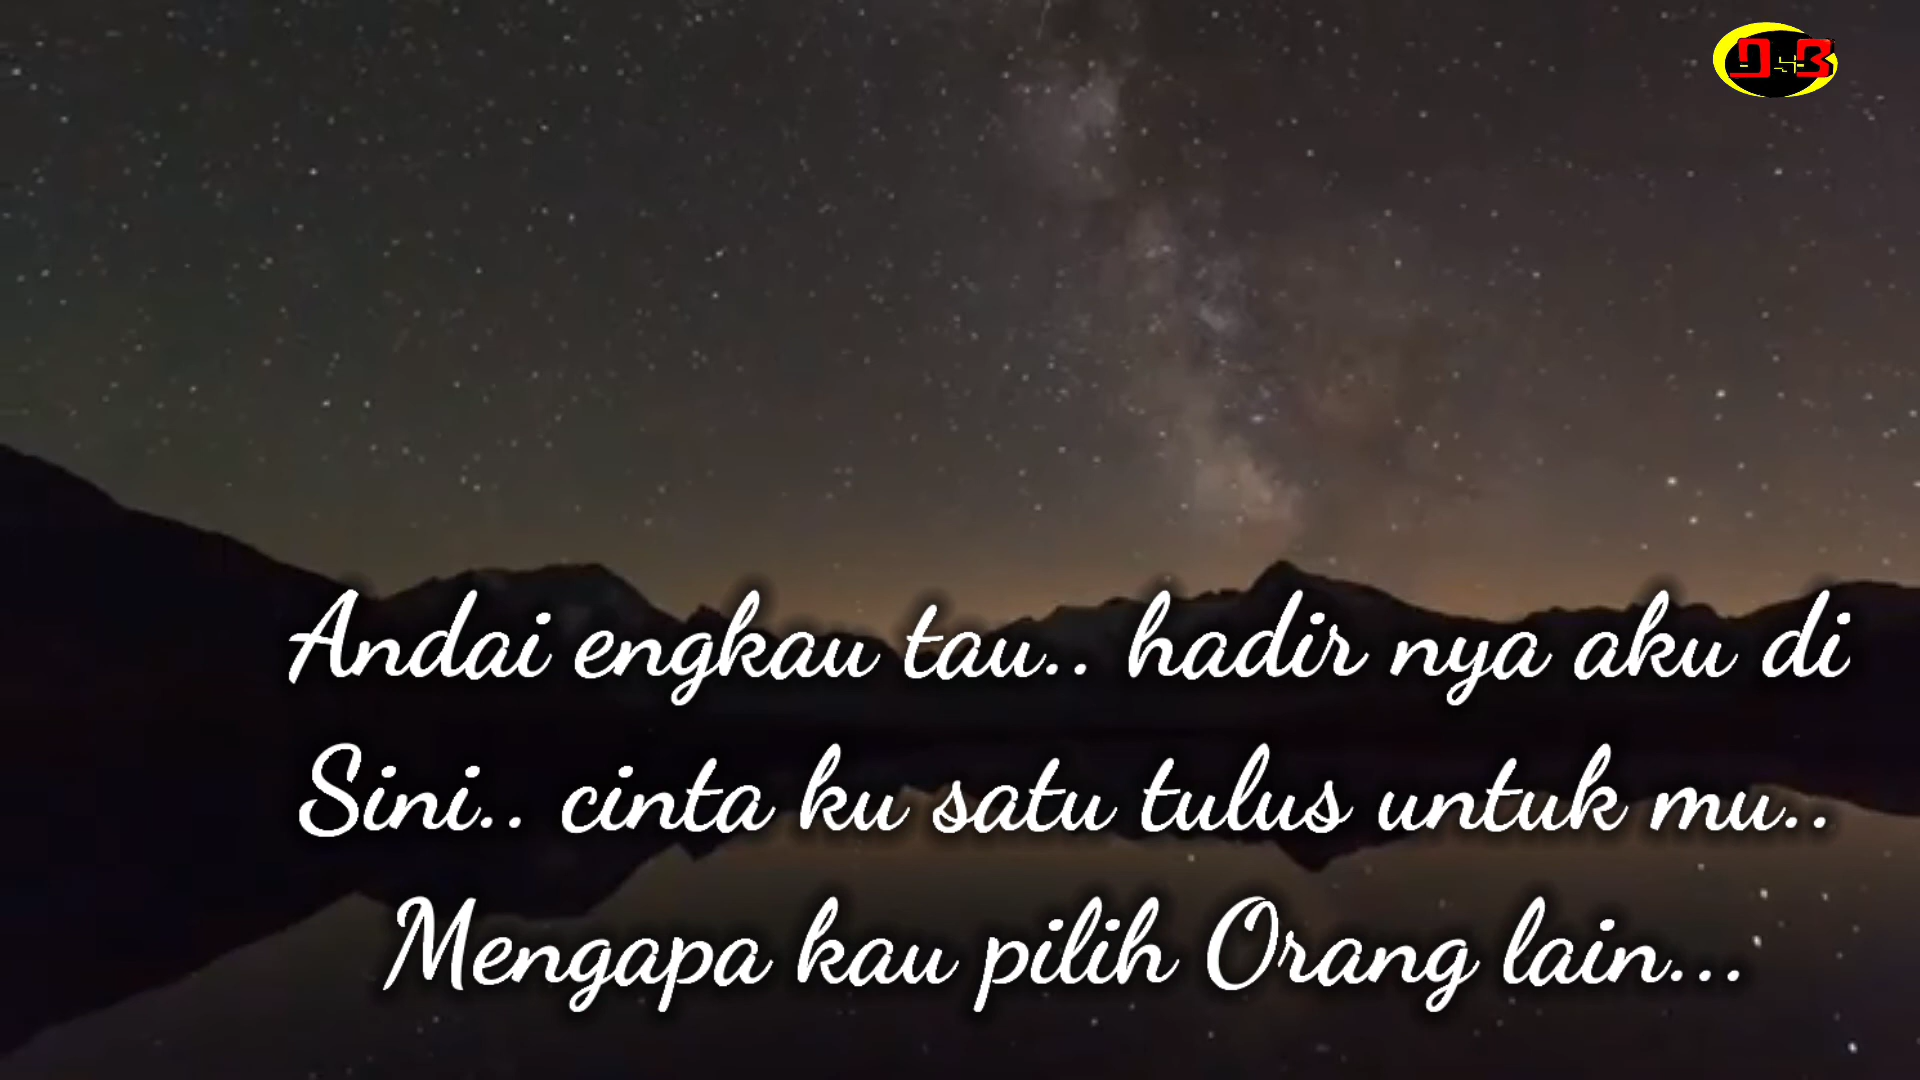 Andai engkau tau.. hadir nya aku di
Sini.. cinta ku satu tulus untuk mu..
Mengapa kau pilih Orang lain...